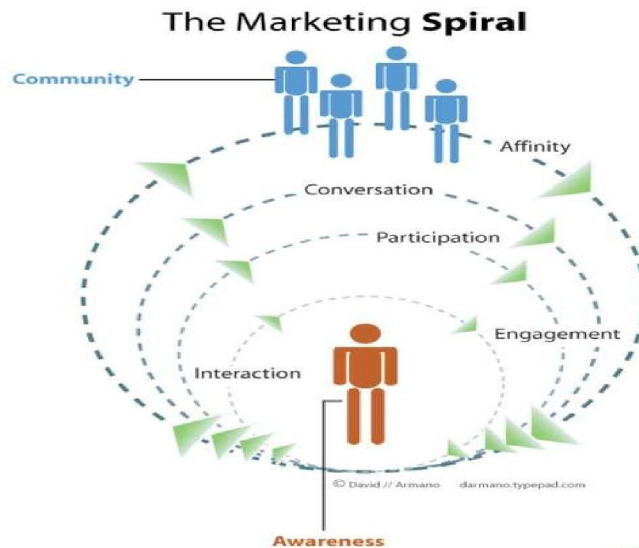 The Marketing Spiral
Community
Affinity
Conversation
Participation
Engagement
Interaction
© David // Armano darmano.typepad.com
Awareness